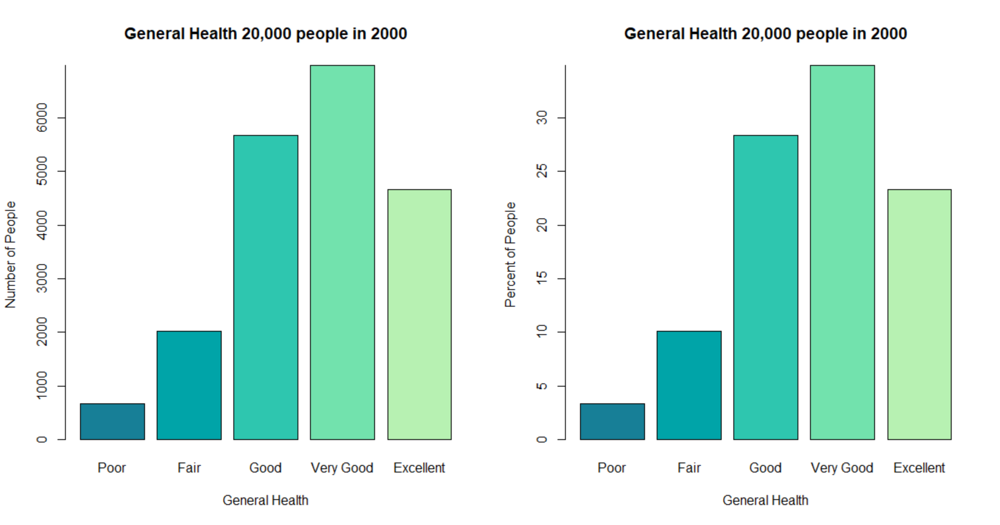 General Health 20,000 people in 2000
Number of People
6000
5000
4000
3000
2000
1000
0
Poor Fair Good Very Good Excellent
General Health
General Health 20,000 people in 2000
Percent of People
30
25
20
15
10
5
0
Poor Fair Good Very Good Excellent
General Health